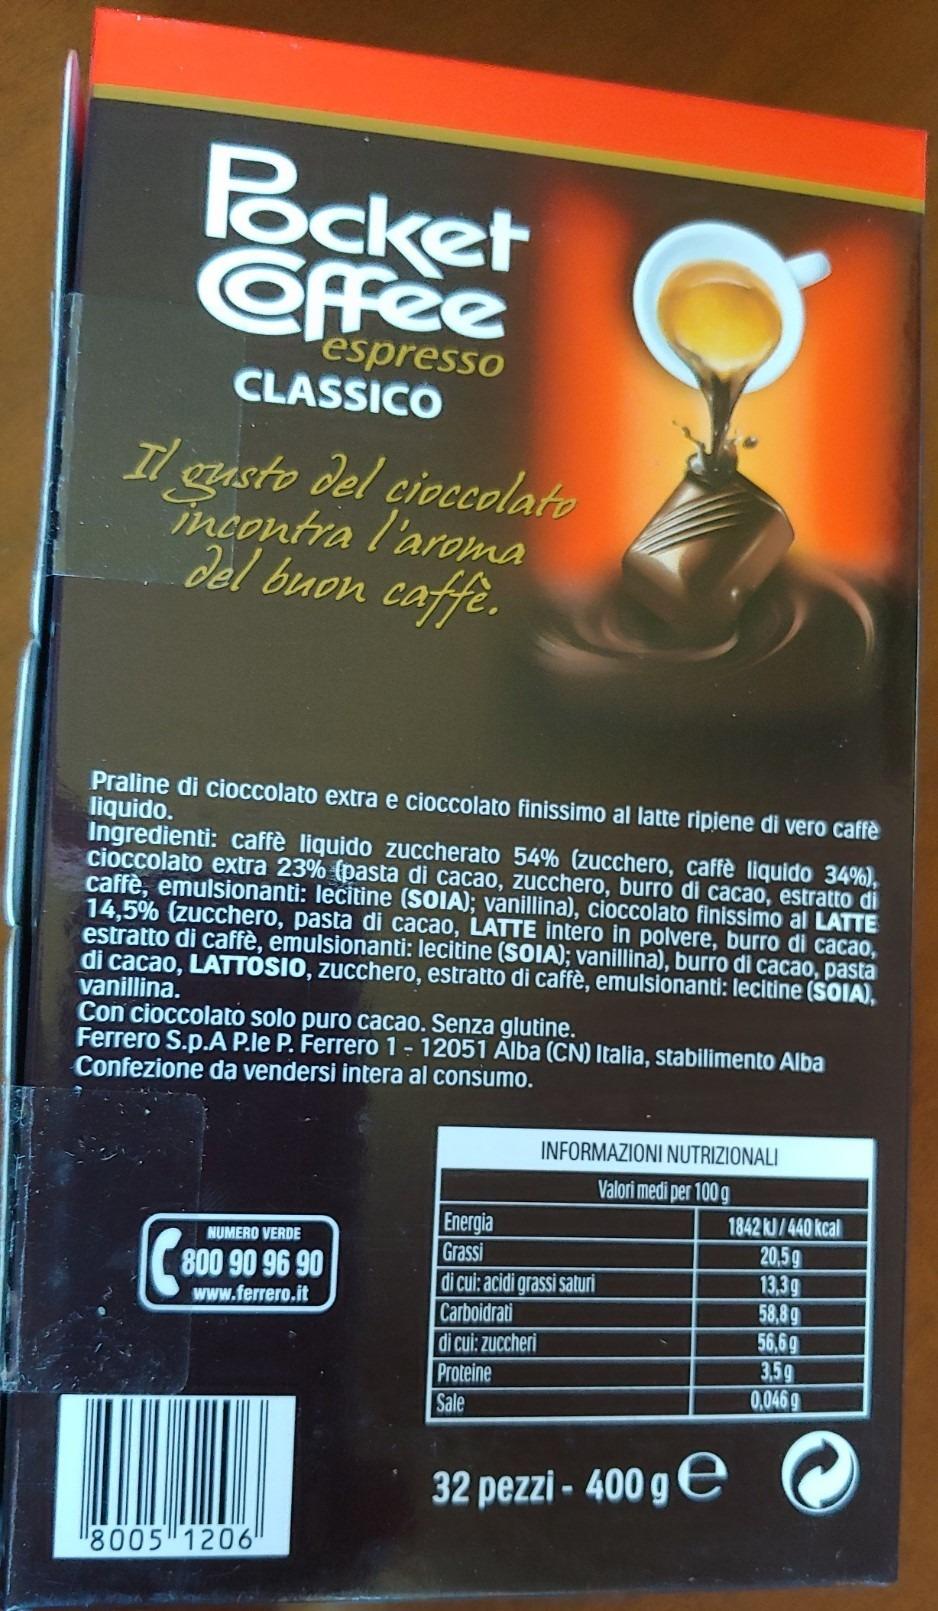 Pocket
Coffee
espresso
CLASSICO
Il gusto del cioccolato
incontra l'aroma
del buon caffè.
Praline di cioccolato extra e cioccolato finissimo al latte ripiene di vero caffè
liquido.
Ingredienti: caffè liquido zuccherato 54% (zucchero, caffè liquido 34%),
cioccolato extra 23% (pasta di cacao, zucchero, burro di cacao, estratto di
caffè, emulsionanti: lecitine (SOIA); vanillina), cioccolato finissimo al LATTE
14,5% (zucchero, pasta di cacao, LATTE intero in polvere, burro di cacao,
estratto di caffè, emulsionanti: lecitine (SOIA); vanillina), burro di cacao, pasta
di cacao, LATTOSIO, zucchero, estratto di caffè, emulsionanti: lecitine (SOIA),
vanillina.
Con cioccolato solo puro cacao. Senza glutine.
Ferrero S.p.A P.le P. Ferrero 1 - 12051 Alba (CN) Italia, stabilimento Alba
Confezione da vendersi intera al consumo.
NUMERO VERDE
800 90 96 90
www.ferrero.it
INFORMAZIONI NUTRIZIONALI
Valori medi per 100 g
Energia 1842 kJ / 440 kcal
Grassi 20,5 g
di cui: acidi grassi saturi 13,3 g
Carboidrati 58,8 g
di cui: zuccheri 56,6 g
Proteine 3,5 g
Sale 0,046 g
32 pezzi - 400 g e
8005 1206